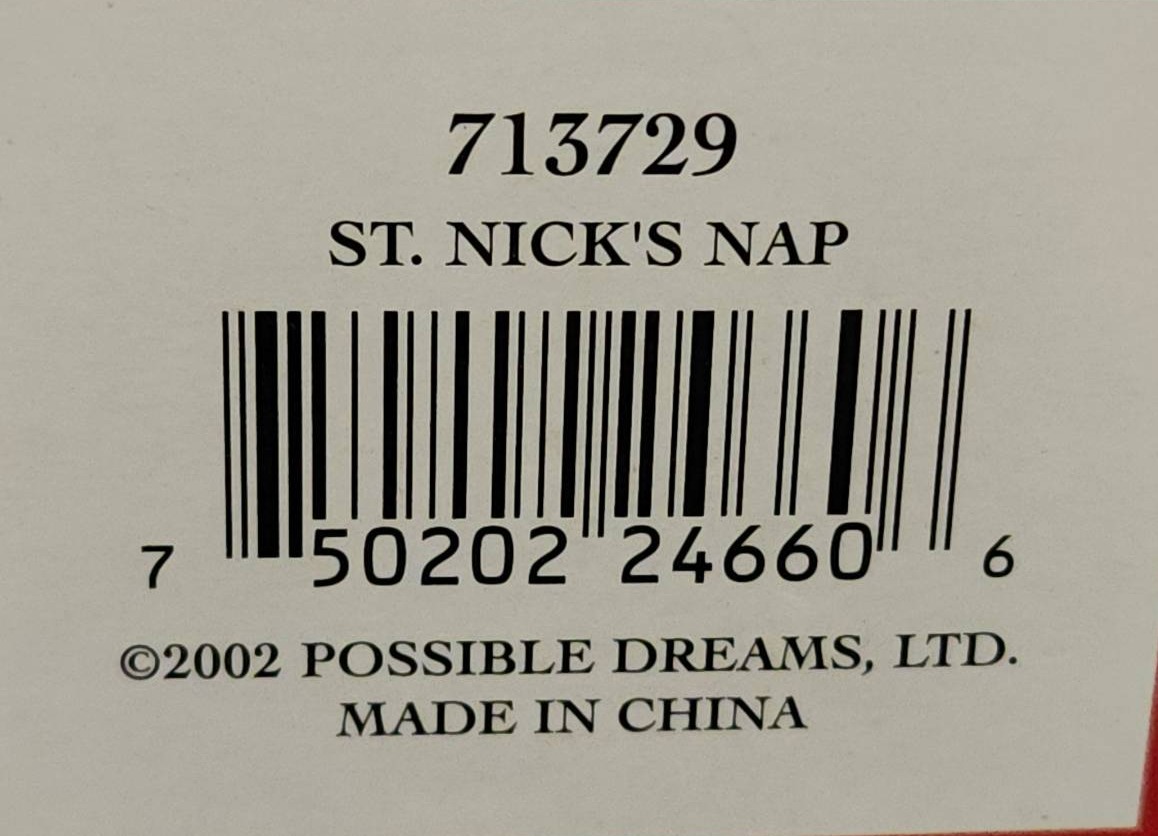 713729
ST. NICK'S NAP
7 50202 24660 6
©2002 POSSIBLE DREAMS, LTD.
MADE IN CHINA